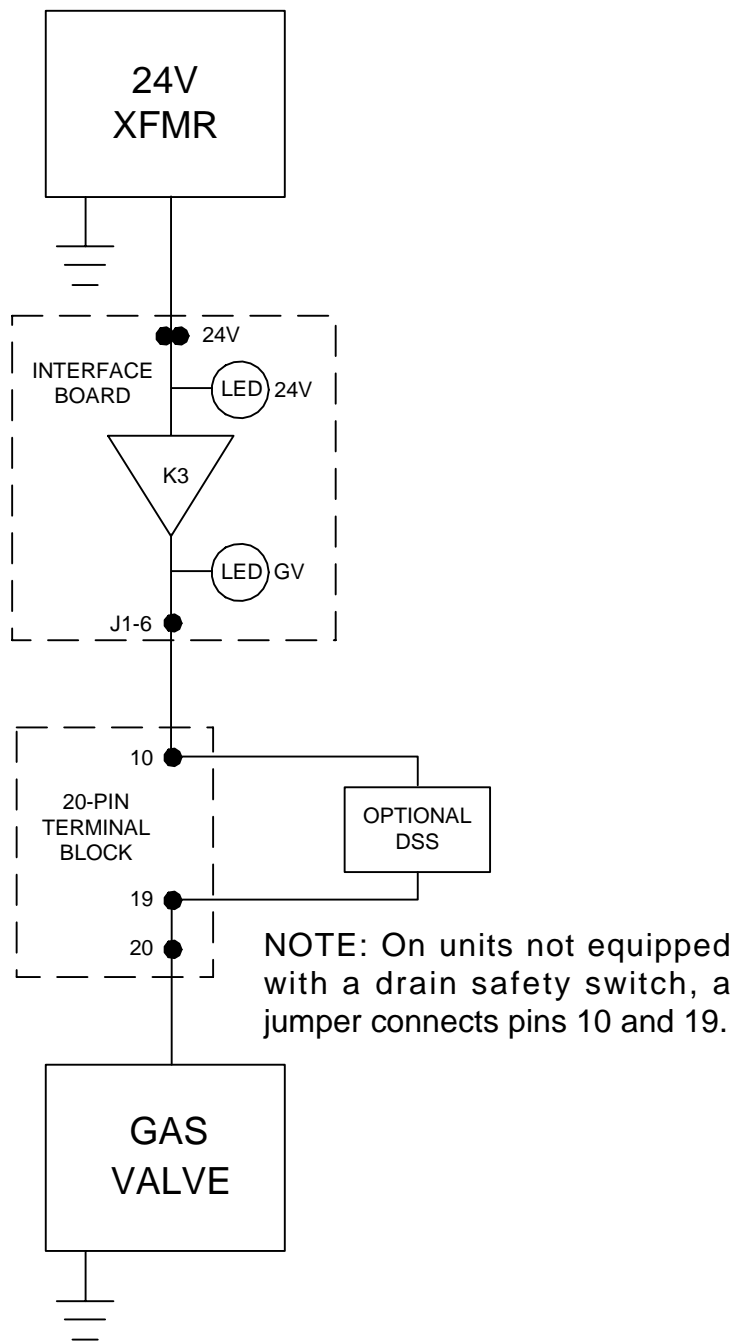 24V
XFMR
24V
INTERFACE
BOARD
LED 24V
K3
LED GV
J1-6
10
20-PIN
TERMINAL
BLOCK
OPTIONAL
DSS
19
20
NOTE: On units not equipped
with a drain safety switch, a
jumper connects pins 10 and 19.
GAS
VALVE